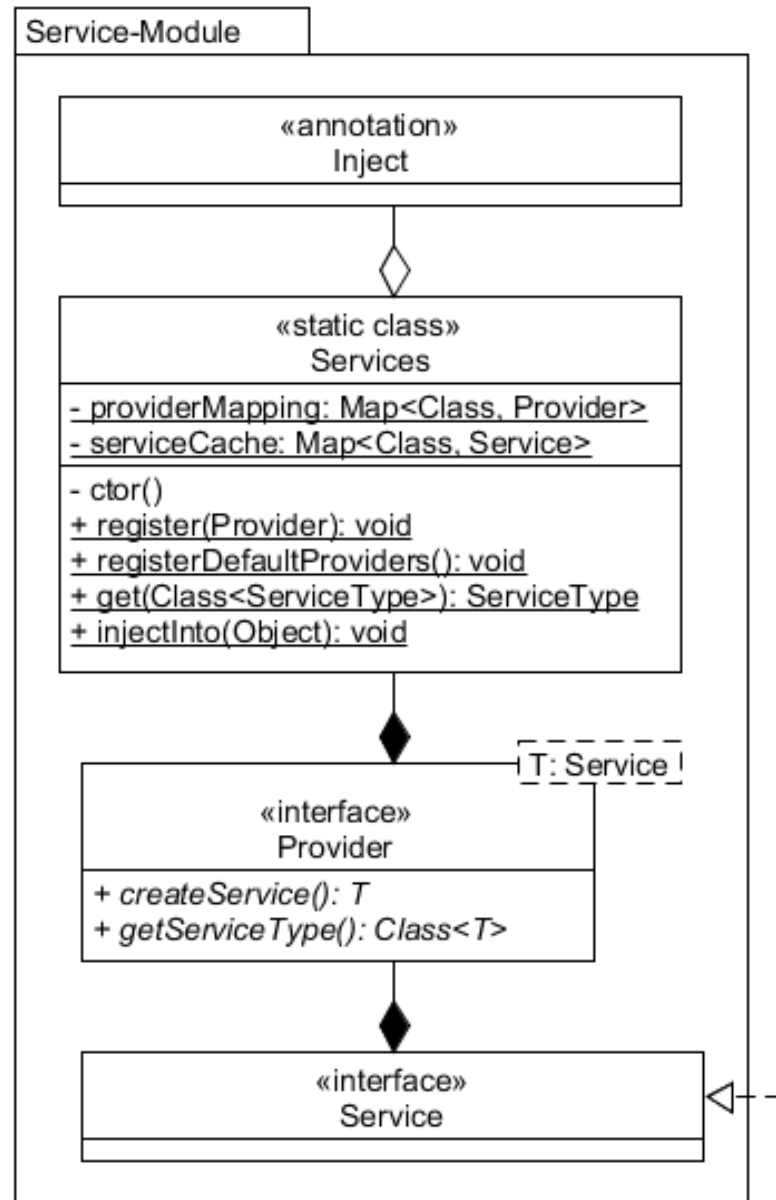 Service-Module
«annotation»
Inject
«static class»
Services
- providerMapping: Map<Class, Provider>
- serviceCache: Map<Class, Service>
- ctor()
+ register(Provider): void
+ registerDefaultProviders(): void
+ get(Class<ServiceType>): ServiceType
+ injectInto(Object): void
T: Service
«interface»
Provider
+ createService(): T
+ getServiceType(): Class<T>
«interface»
Service